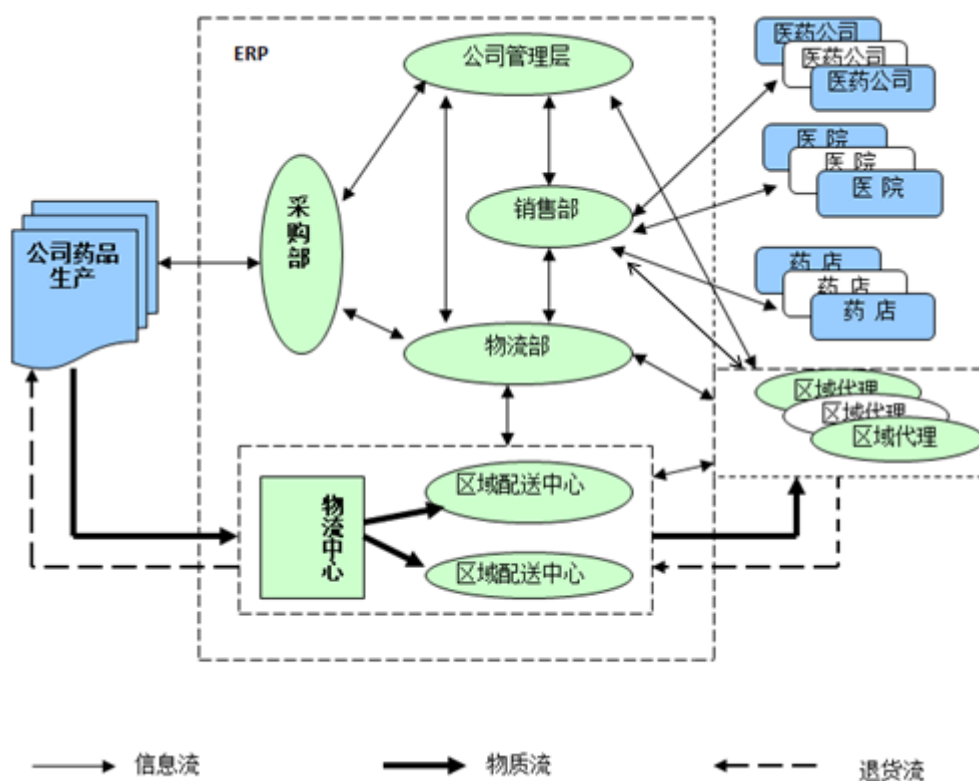 ERP
公司管理层
医药公司
医药公司
医药公司
医 院
医 院
医 院
采购部
销售部
公司药品
生产
药 店
药 店
药 店
物流部
区域代理
区域代理
区域代理
物流中心
区域配送中心
区域配送中心
信息流
物质流
退货流